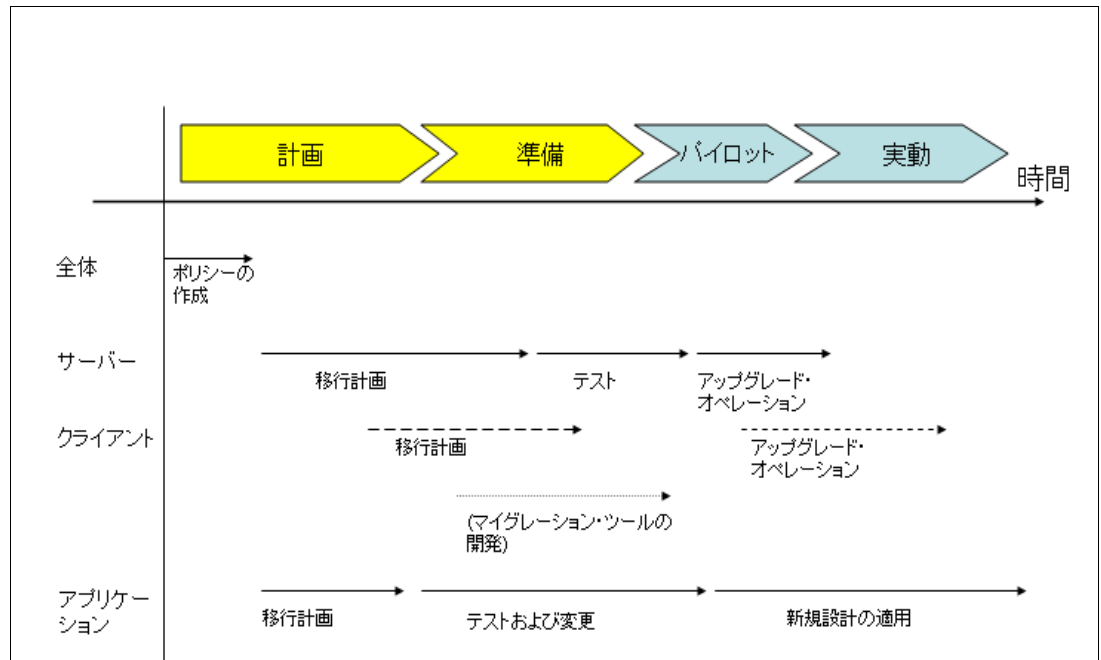 計画
準備
パイロット
実動
時間
全体
ポリシーの
作成
サーバー
移行計画
テスト
アップグレード・
オペレーション
クライアント
移行計画
アップグレード・
オペレーション
(マイグレーション・ツールの
開発)
アプリケー
ション
移行計画
テストおよび変更
新規設計の適用